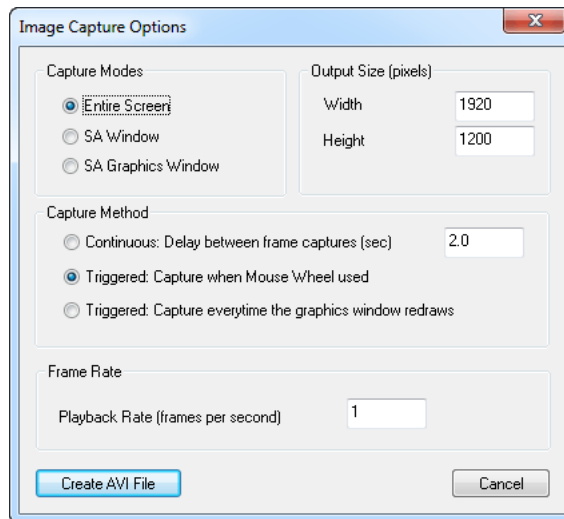 Image Capture Options
Capture Modes
Entire Screen
SA Window
SA Graphics Window
Output Size (pixels)
Width 1920
Height 1200
Capture Method
Continuous: Delay between frame captures (sec) 2.0
Triggered: Capture when Mouse Wheel used
Triggered: Capture everytime the graphics window redraws
Frame Rate
Playback Rate (frames per second) 1
Create AVI File Cancel